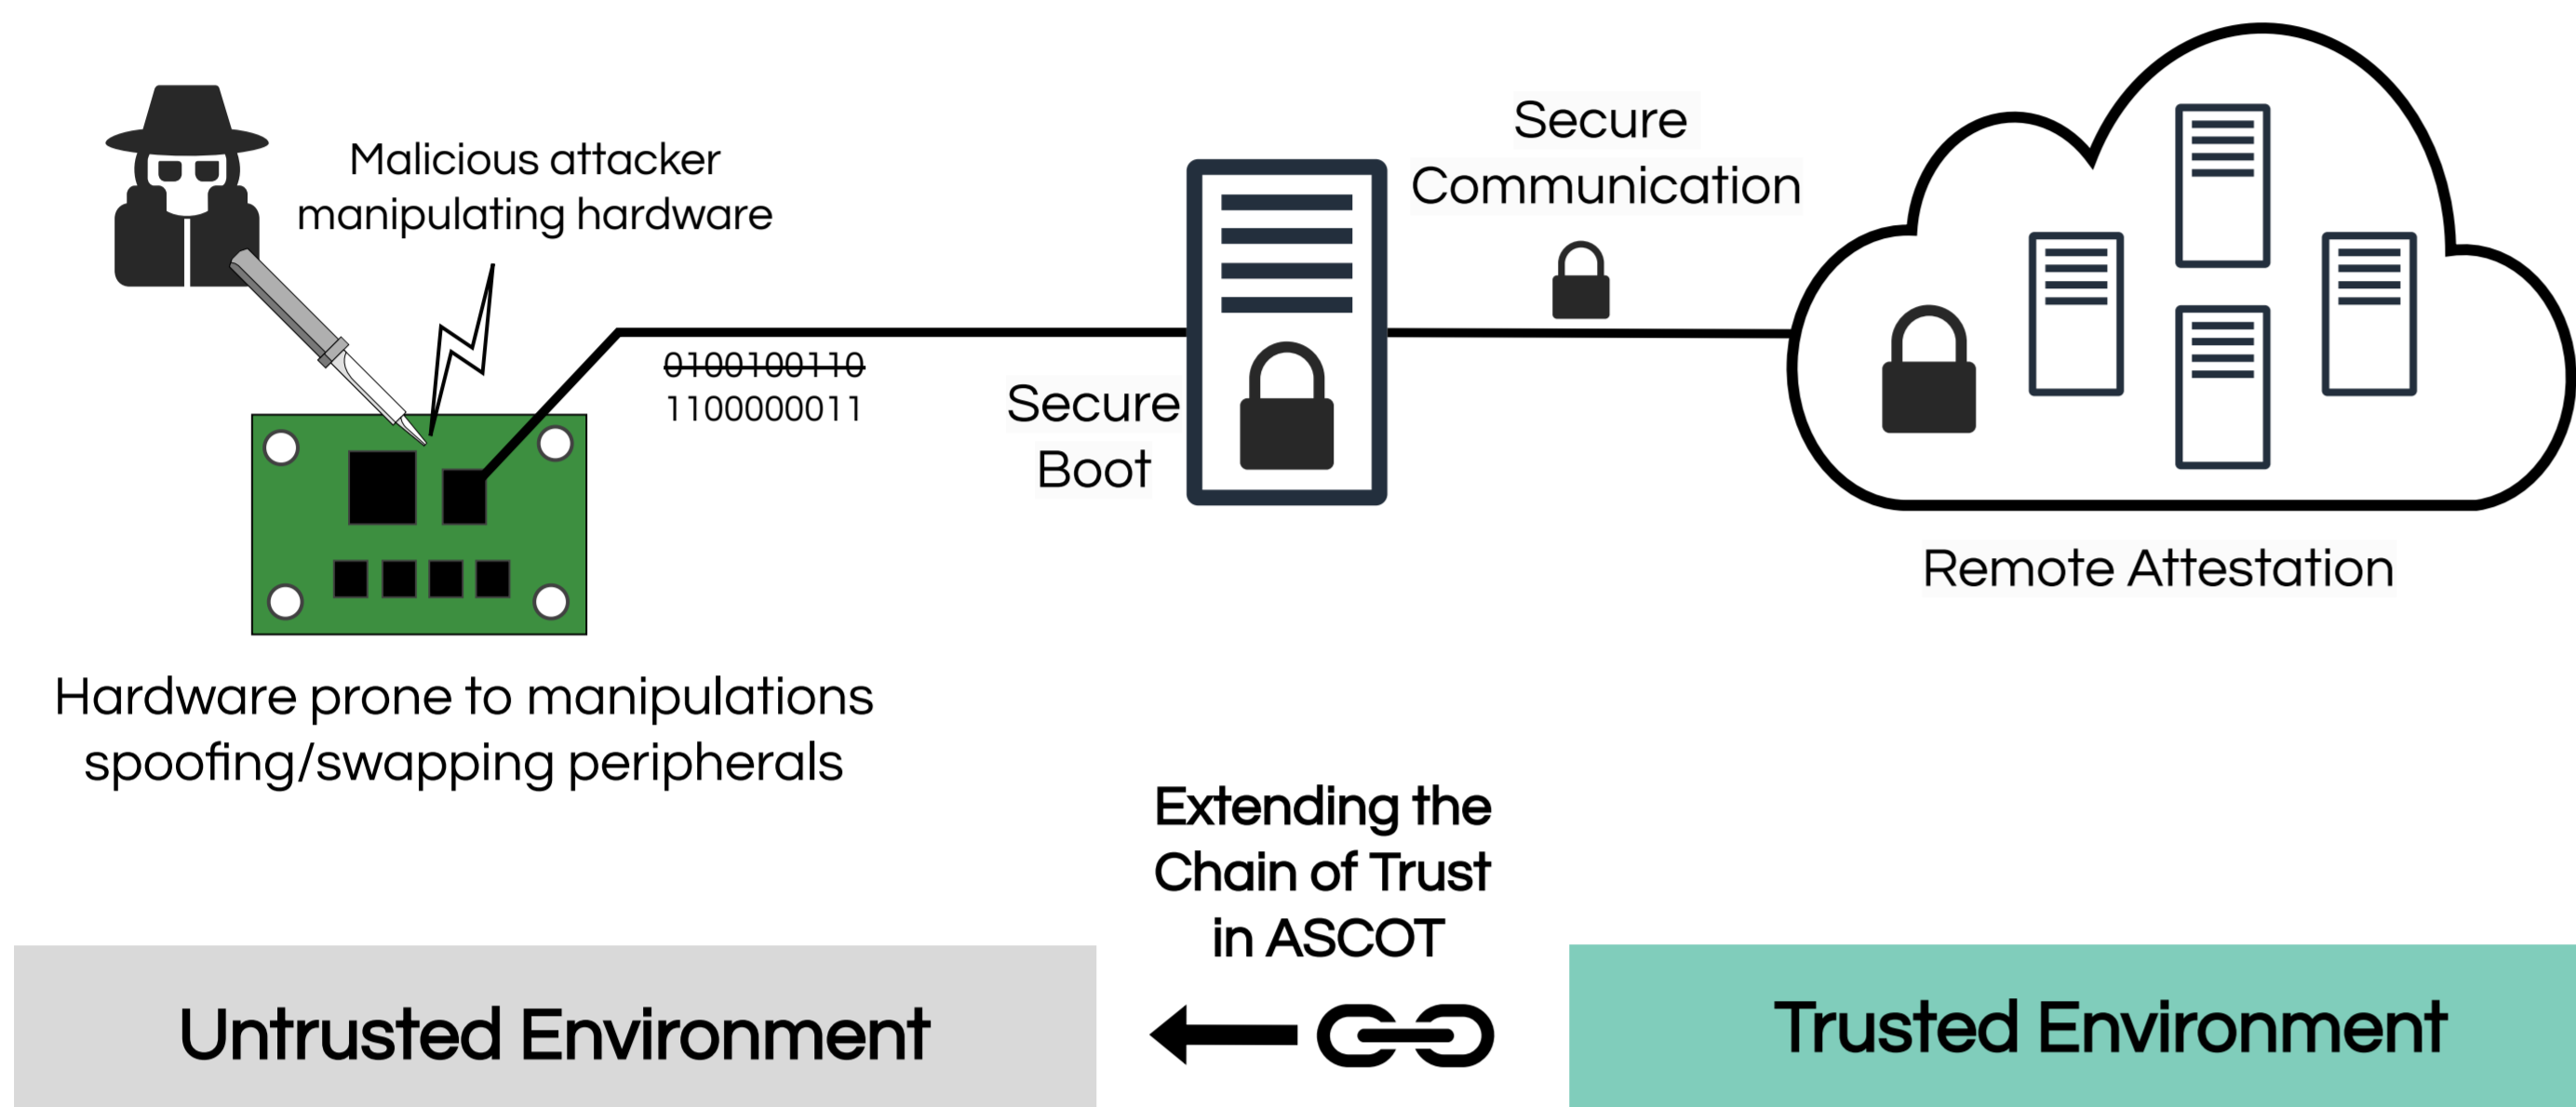 Malicious attacker
manipulating hardware
0100100110
1100000011
Secure
Boot
Secure
Communication
Remote Attestation
Hardware prone to manipulations
spoofing/swapping peripherals
Extending the
Chain of Trust
in ASCOT
Untrusted Environment
Trusted Environment